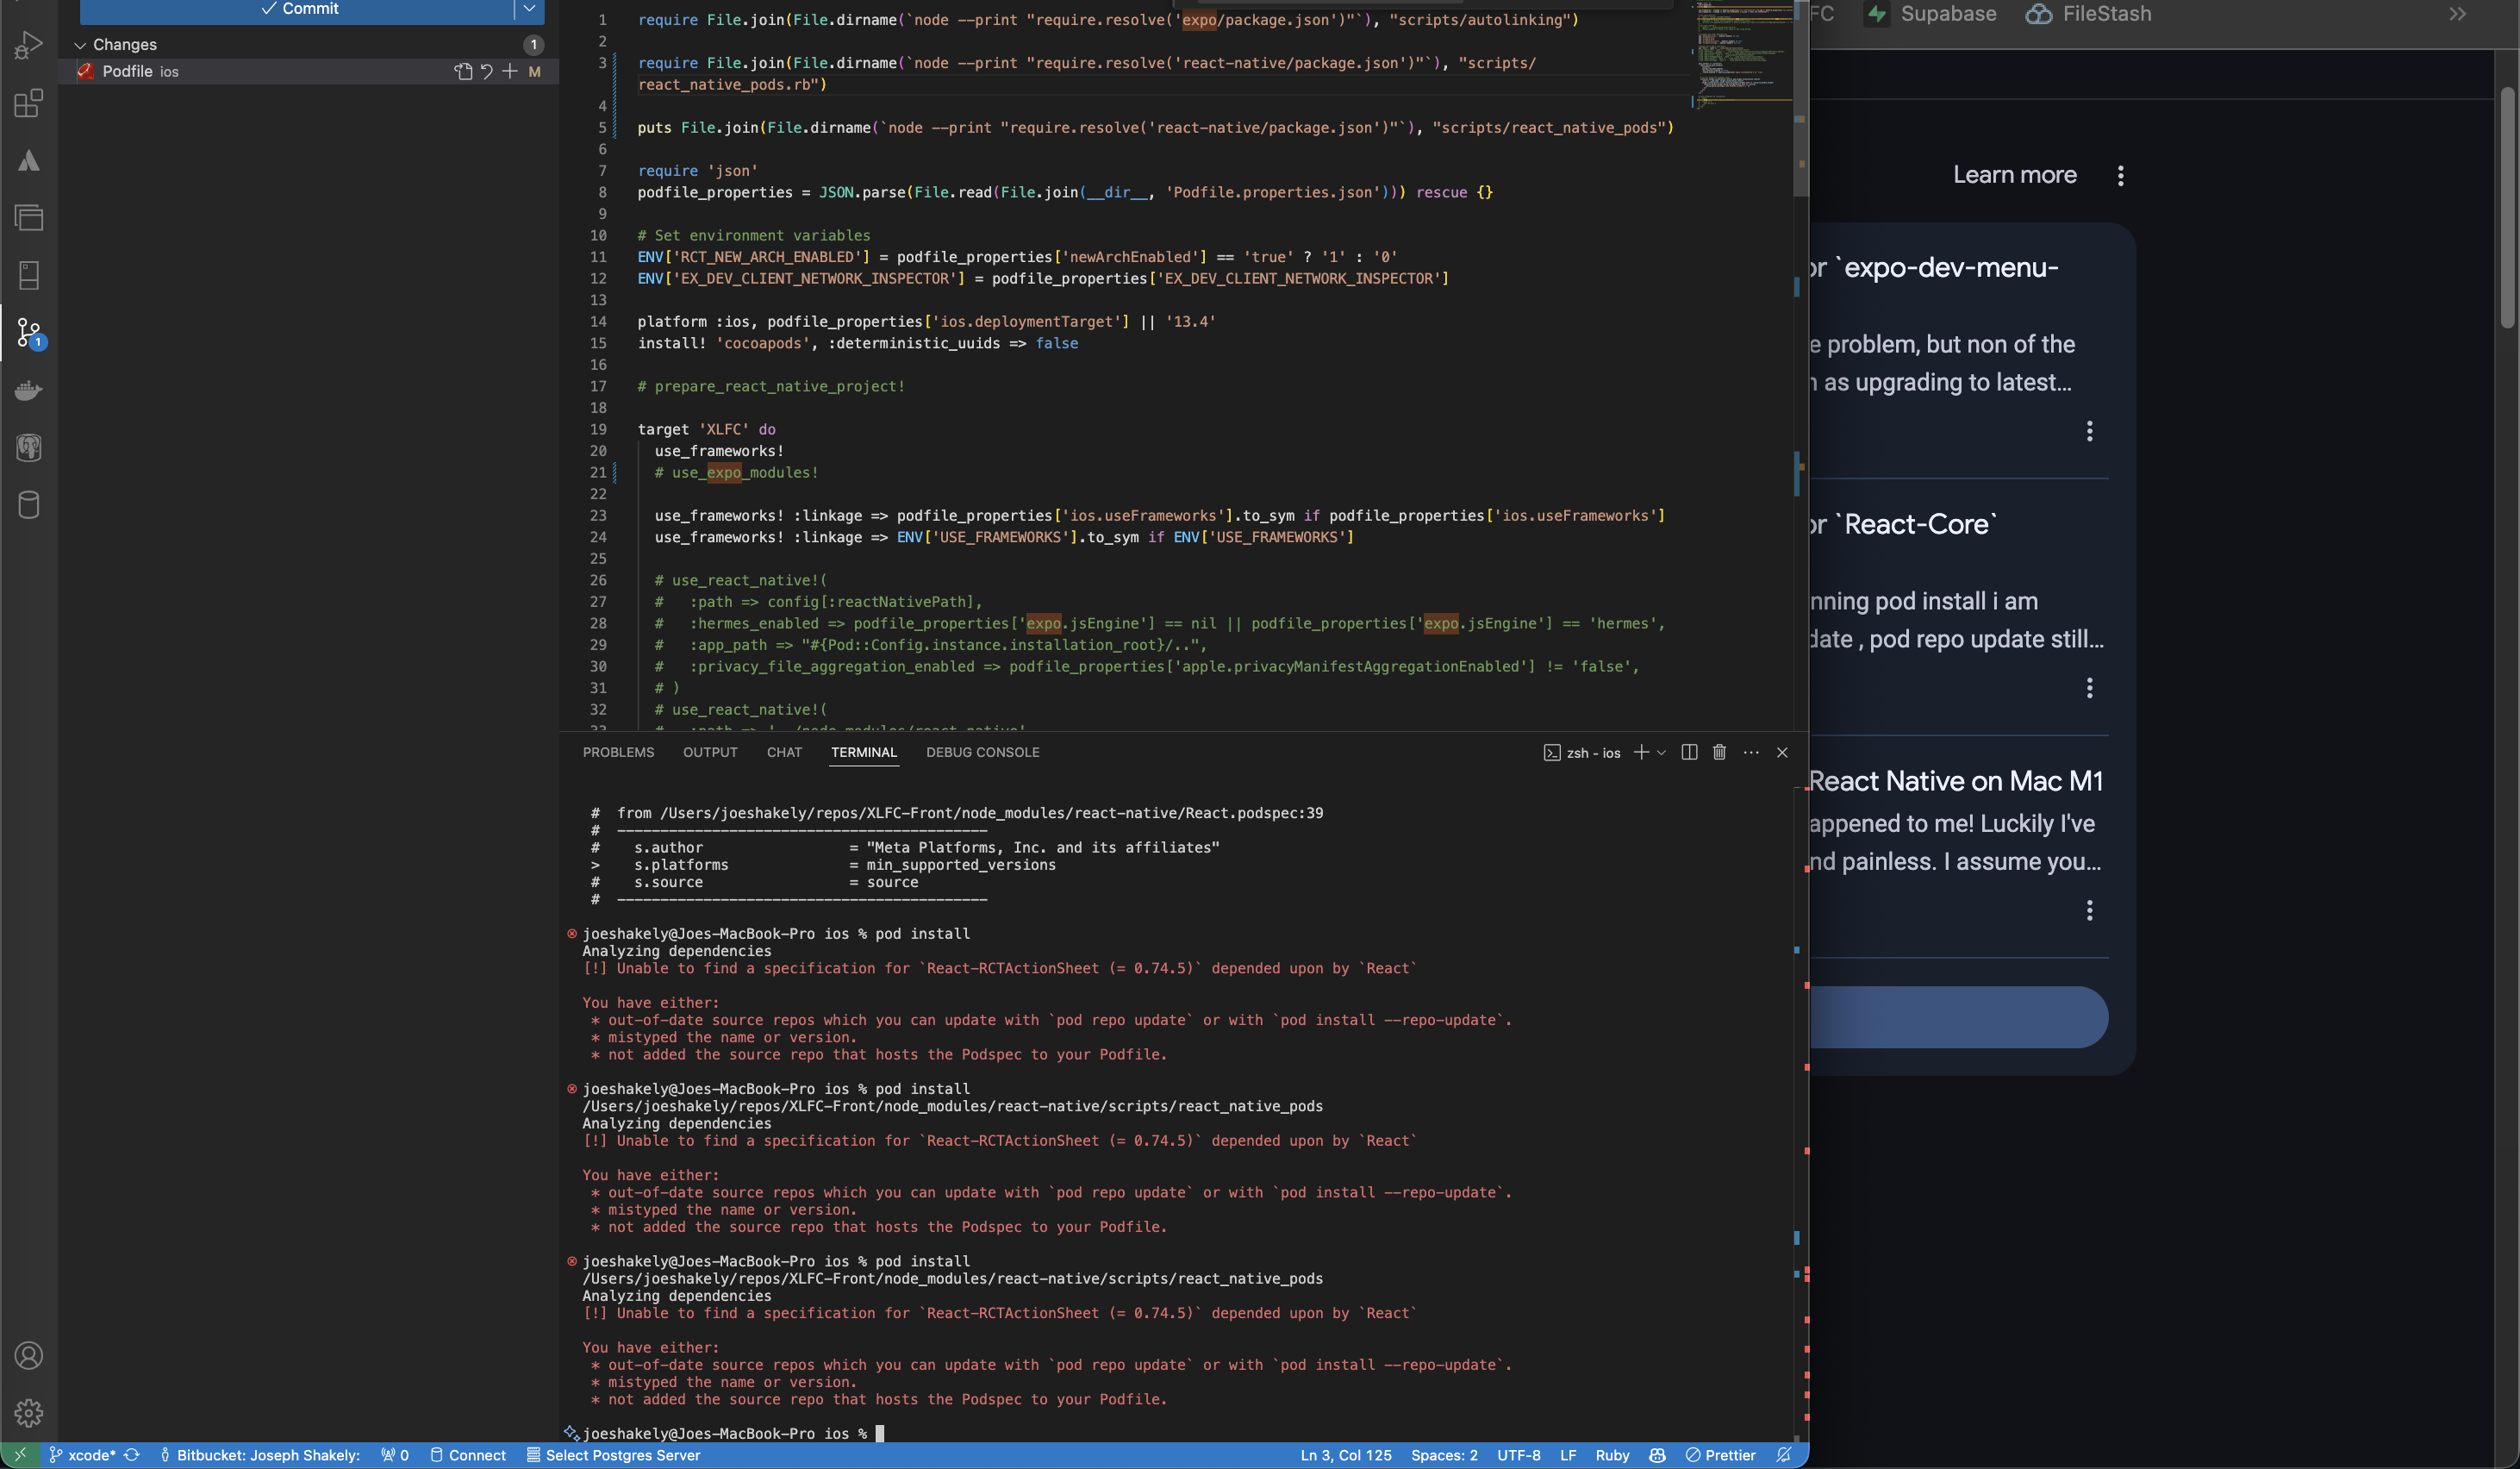 Commit
Changes
1
Podfile ios
M
1
1 require File.join(File.dirname(`node --print "require.resolve('expo/package.json')"`), "scripts/autolinking")
2
3 require File.join(File.dirname(`node --print "require.resolve('react-native/package.json')"`), "scripts/
react_native_pods.rb")
4
5 puts File.join(File.dirname(`node --print "require.resolve('react-native/package.json')"`), "scripts/react_native_pods")
6
7 require 'json'
8 podfile_properties = JSON.parse(File.read(File.join(__dir__, 'Podfile.properties.json'))) rescue {}
9
10 # Set environment variables
11 ENV['RCT_NEW_ARCH_ENABLED'] = podfile_properties['newArchEnabled'] == 'true' ? '1' : '0'
12 ENV['EX_DEV_CLIENT_NETWORK_INSPECTOR'] = podfile_properties['EX_DEV_CLIENT_NETWORK_INSPECTOR']
13
14 platform :ios, podfile_properties['ios.deploymentTarget'] || '13.4'
15 install! 'cocoapods', :deterministic_uuids => false
16
17 # prepare_react_native_project!
18
19 target 'XLFC' do
20 use_frameworks!
21 # use_expo_modules!
22
23 use_frameworks! :linkage => podfile_properties['ios.useFrameworks'].to_sym if podfile_properties['ios.useFrameworks']
24 use_frameworks! :linkage => ENV['USE_FRAMEWORKS'].to_sym if ENV['USE_FRAMEWORKS']
25
26 # use_react_native!(
27 # :path => config[:reactNativePath],
28 # :hermes_enabled => podfile_properties['expo.jsEngine'] == nil || podfile_properties['expo.jsEngine'] == 'hermes',
29 # :app_path => "#{Pod::Config.instance.installation_root}/..",
30 # :privacy_file_aggregation_enabled => podfile_properties['apple.privacyManifestAggregationEnabled'] != 'false',
31 # )
32 # use_react_native!(
PROBLEMS OUTPUT CHAT TERMINAL DEBUG CONSOLE
zsh - ios
# from /Users/joeshakely/repos/XLFC-Front/node_modules/react-native/React.podspec:39
# -------------------------------------------
# s.author = "Meta Platforms, Inc. and its affiliates"
> s.platforms = min_supported_versions
# s.source = source
# -------------------------------------------
joeshakely@Joes-MacBook-Pro ios % pod install
Analyzing dependencies
[!] Unable to find a specification for `React-RCTActionSheet (= 0.74.5)` depended upon by `React`
You have either:
* out-of-date source repos which you can update with `pod repo update` or with `pod install --repo-update`.
* mistyped the name or version.
* not added the source repo that hosts the Podspec to your Podfile.
joeshakely@Joes-MacBook-Pro ios % pod install
/Users/joeshakely/repos/XLFC-Front/node_modules/react-native/scripts/react_native_pods
Analyzing dependencies
[!] Unable to find a specification for `React-RCTActionSheet (= 0.74.5)` depended upon by `React`
You have either:
* out-of-date source repos which you can update with `pod repo update` or with `pod install --repo-update`.
* mistyped the name or version.
* not added the source repo that hosts the Podspec to your Podfile.
joeshakely@Joes-MacBook-Pro ios % pod install
/Users/joeshakely/repos/XLFC-Front/node_modules/react-native/scripts/react_native_pods
Analyzing dependencies
[!] Unable to find a specification for `React-RCTActionSheet (= 0.74.5)` depended upon by `React`
You have either:
* out-of-date source repos which you can update with `pod repo update` or with `pod install --repo-update`.
* mistyped the name or version.
* not added the source repo that hosts the Podspec to your Podfile.
joeshakely@Joes-MacBook-Pro ios %
xcode* Bitbucket: Joseph Shakely: 0 Connect Select Postgres Server Ln 3, Col 125 Spaces: 2 UTF-8 LF Ruby Prettier
FC Supabase FileStash
Learn more
or `expo-dev-menu-
e problem, but non of the
as upgrading to latest...
or `React-Core`
nning pod install i am
date , pod repo update still...
React Native on Mac M1
appened to me! Luckily I've
nd painless. I assume you...